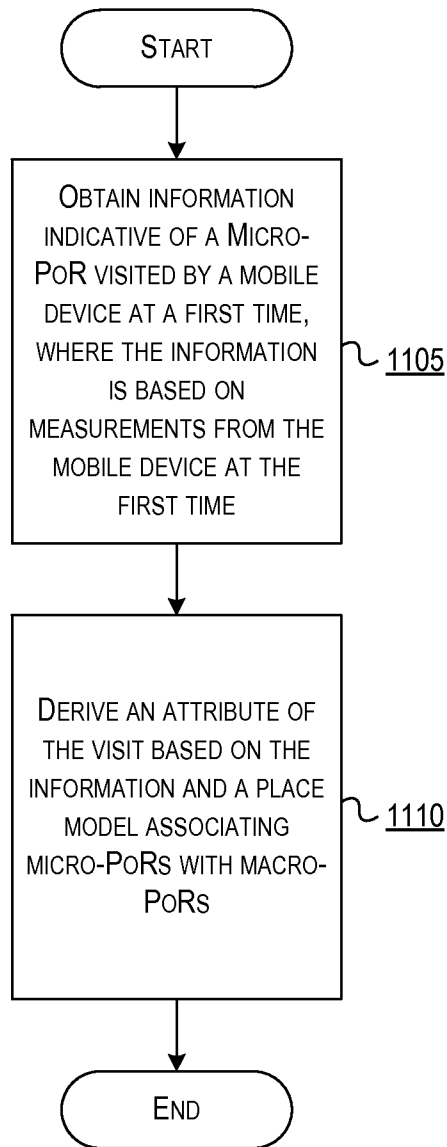 START
OBTAIN INFORMATION
INDICATIVE OF A MICRO-
POR VISITED BY A MOBILE
DEVICE AT A FIRST TIME,
WHERE THE INFORMATION
IS BASED ON
MEASUREMENTS FROM THE
MOBILE DEVICE AT THE
FIRST TIME
1105
DERIVE AN ATTRIBUTE OF
THE VISIT BASED ON THE
INFORMATION AND A PLACE
MODEL ASSOCIATING
MICRO-PORS WITH MACRO-
PORS
1110
END